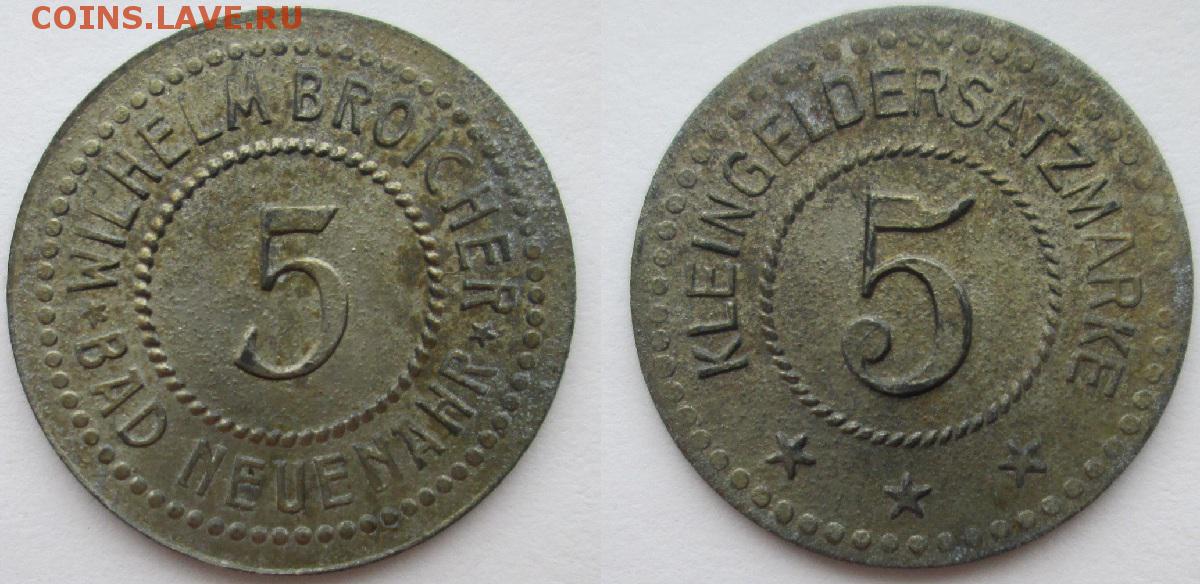 COINS.LAVE.RU
WILHELM BROICHER
5
★ BAD NEUENAHR ★
KLEINGELDERSATZMARKE
5
★ ★ ★